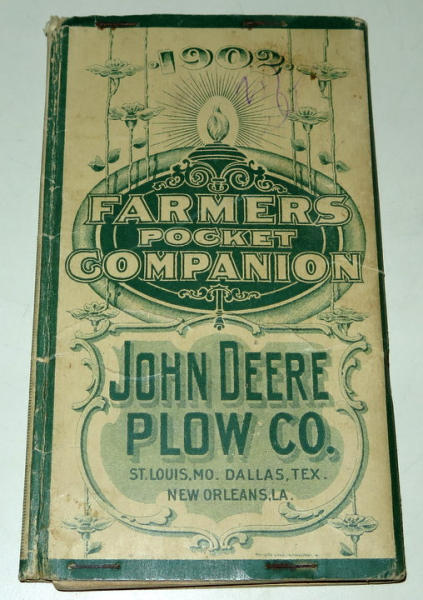 ·1902·
FARMERS
POCKET
COMPANION
JOHN DEERE
PLOW CO.
ST. LOUIS, MO. DALLAS, TEX.
NEW ORLEANS, LA.